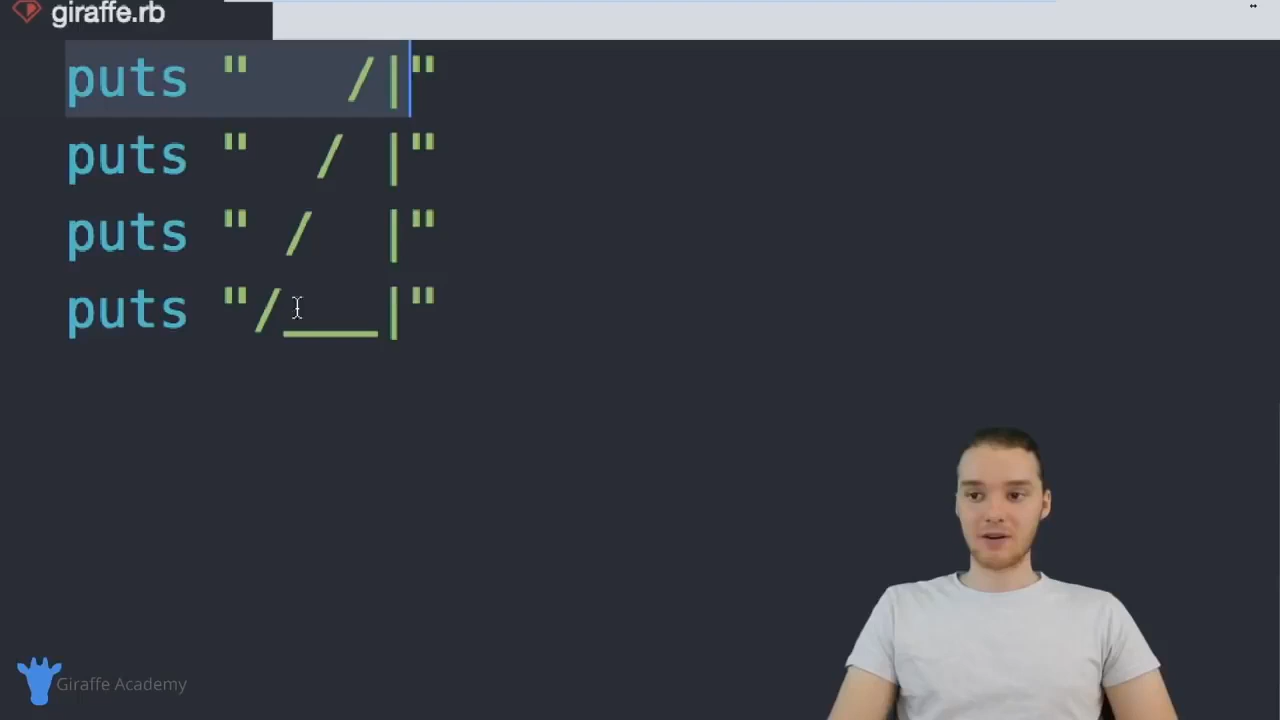 giraffe.rb
puts "   /|"
puts "  / |"
puts " /  |"
puts "/___|"
Giraffe Academy